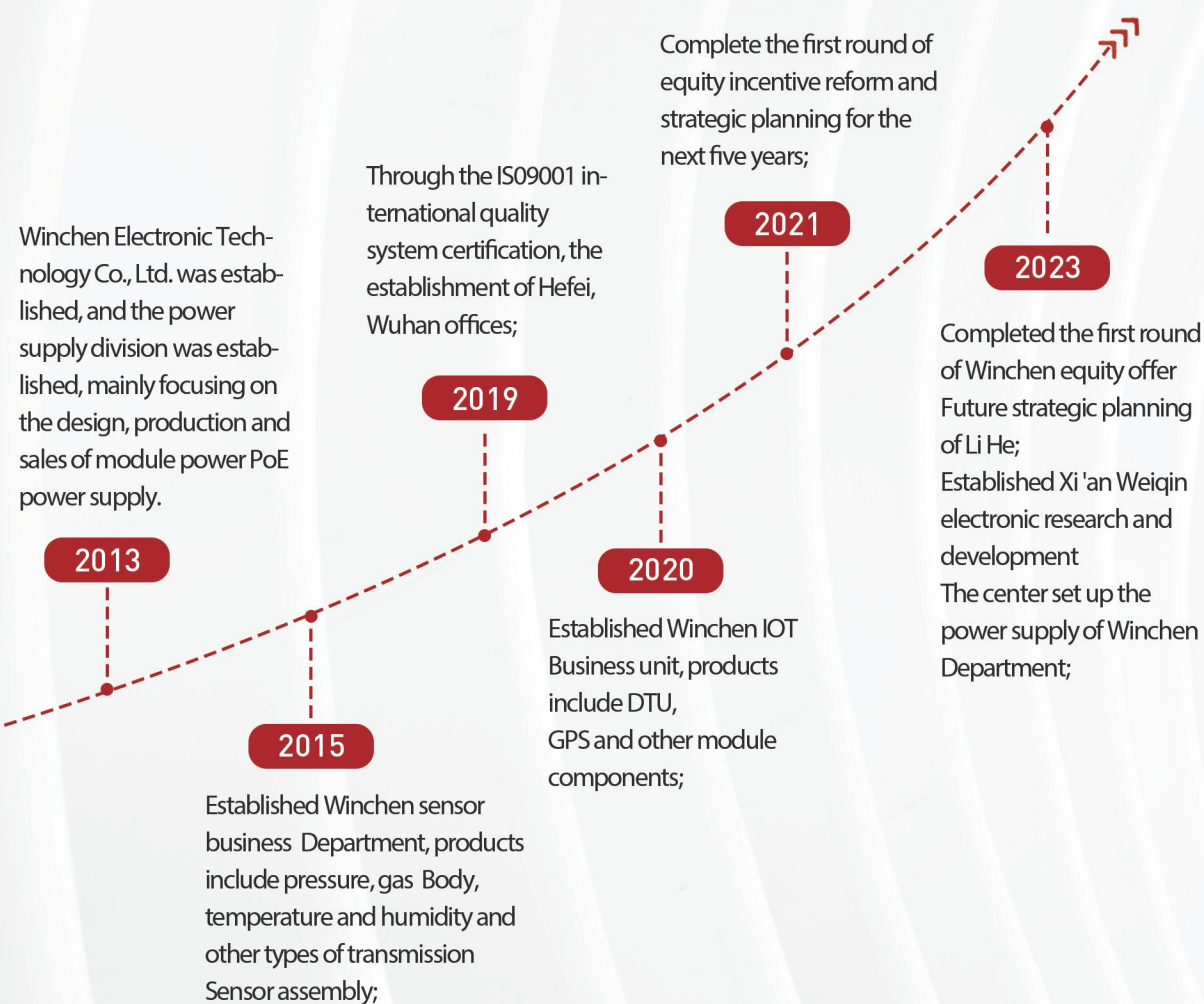 Winchen Electronic Tech-
nology Co., Ltd. was estab-
lished, and the power
supply division was estab-
lished, mainly focusing on
the design, production and
sales of module power PoE
power supply.
2013
2015
Established Winchen sensor
business Department, products
include pressure, gas Body,
temperature and humidity and
other types of transmission
Sensor assembly;
Through the IS09001 in-
ternational quality
system certification, the
establishment of Hefei,
Wuhan offices;
2019
2020
Established Winchen IOT
Business unit, products
include DTU,
GPS and other module
components;
Complete the first round of
equity incentive reform and
strategic planning for the
next five years;
2021
2023
Completed the first round
of Winchen equity offer
Future strategic planning
of Li He;
Established Xi 'an Weiqin
electronic research and
development
The center set up the
power supply of Winchen
Department;